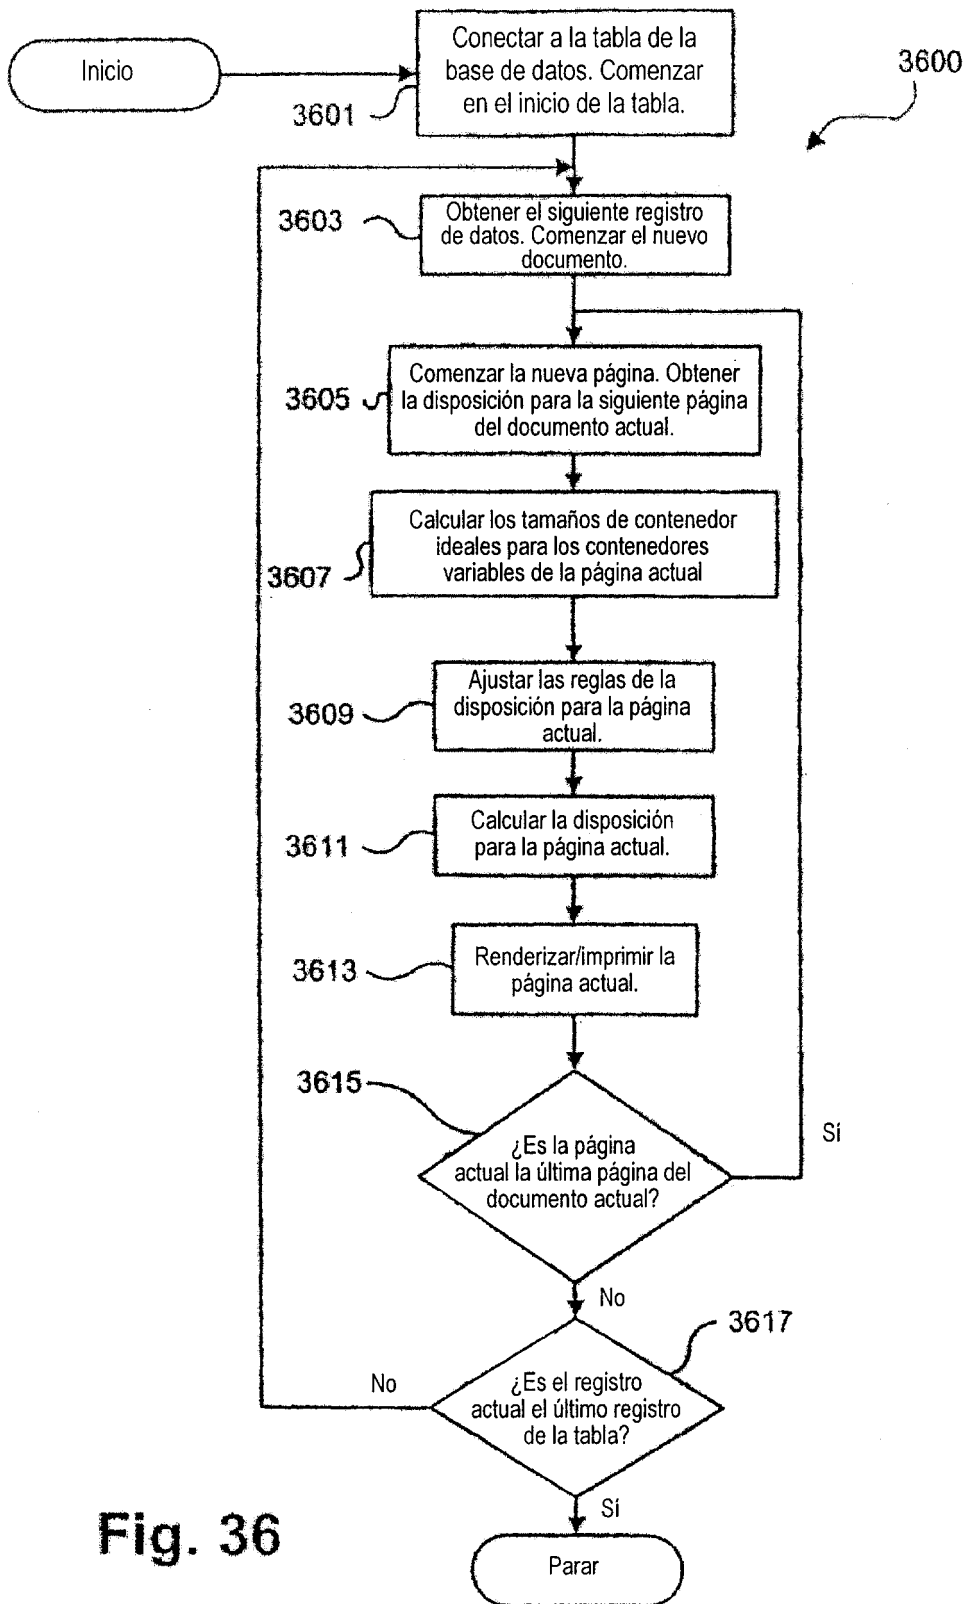 Inicio
Conectar a la tabla de la
base de datos. Comenzar
en el inicio de la tabla.
3601
3600
3603
Obtener el siguiente registro
de datos. Comenzar el nuevo
documento.
3605
Comenzar la nueva página. Obtener
la disposición para la siguiente página
del documento actual.
3607
Calcular los tamaños de contenedor
ideales para los contenedores
variables de la página actual
3609
Ajustar las reglas de la
disposición para la página
actual.
3611
Calcular la disposición
para la página actual.
3613
Renderizar/imprimir la
página actual.
3615
¿Es la página
actual la última página del
documento actual?
Sí
No
3617
¿Es el registro
actual el último registro
de la tabla?
No
Sí
Parar
Fig. 36